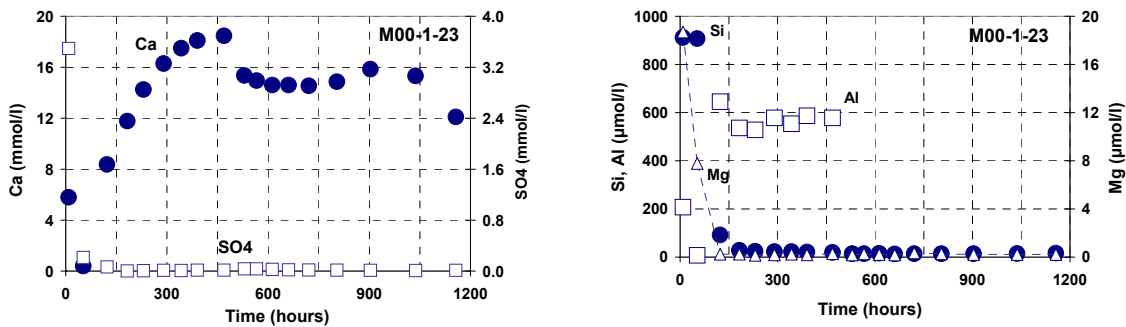 M00-1-23
Ca
SO4
20
16
12
8
4
0
4.0
3.2
2.4
1.6
0.8
0.0
0 300 600 900 1200
Time (hours)
Ca (mmol/l)
SO4 (mmol/l)
M00-1-23
Si
Al
Mg
1000
800
600
400
200
0
20
16
12
8
4
0
0 300 600 900 1200
Time (hours)
Si, Al (µmol/l)
Mg (µmol/l)